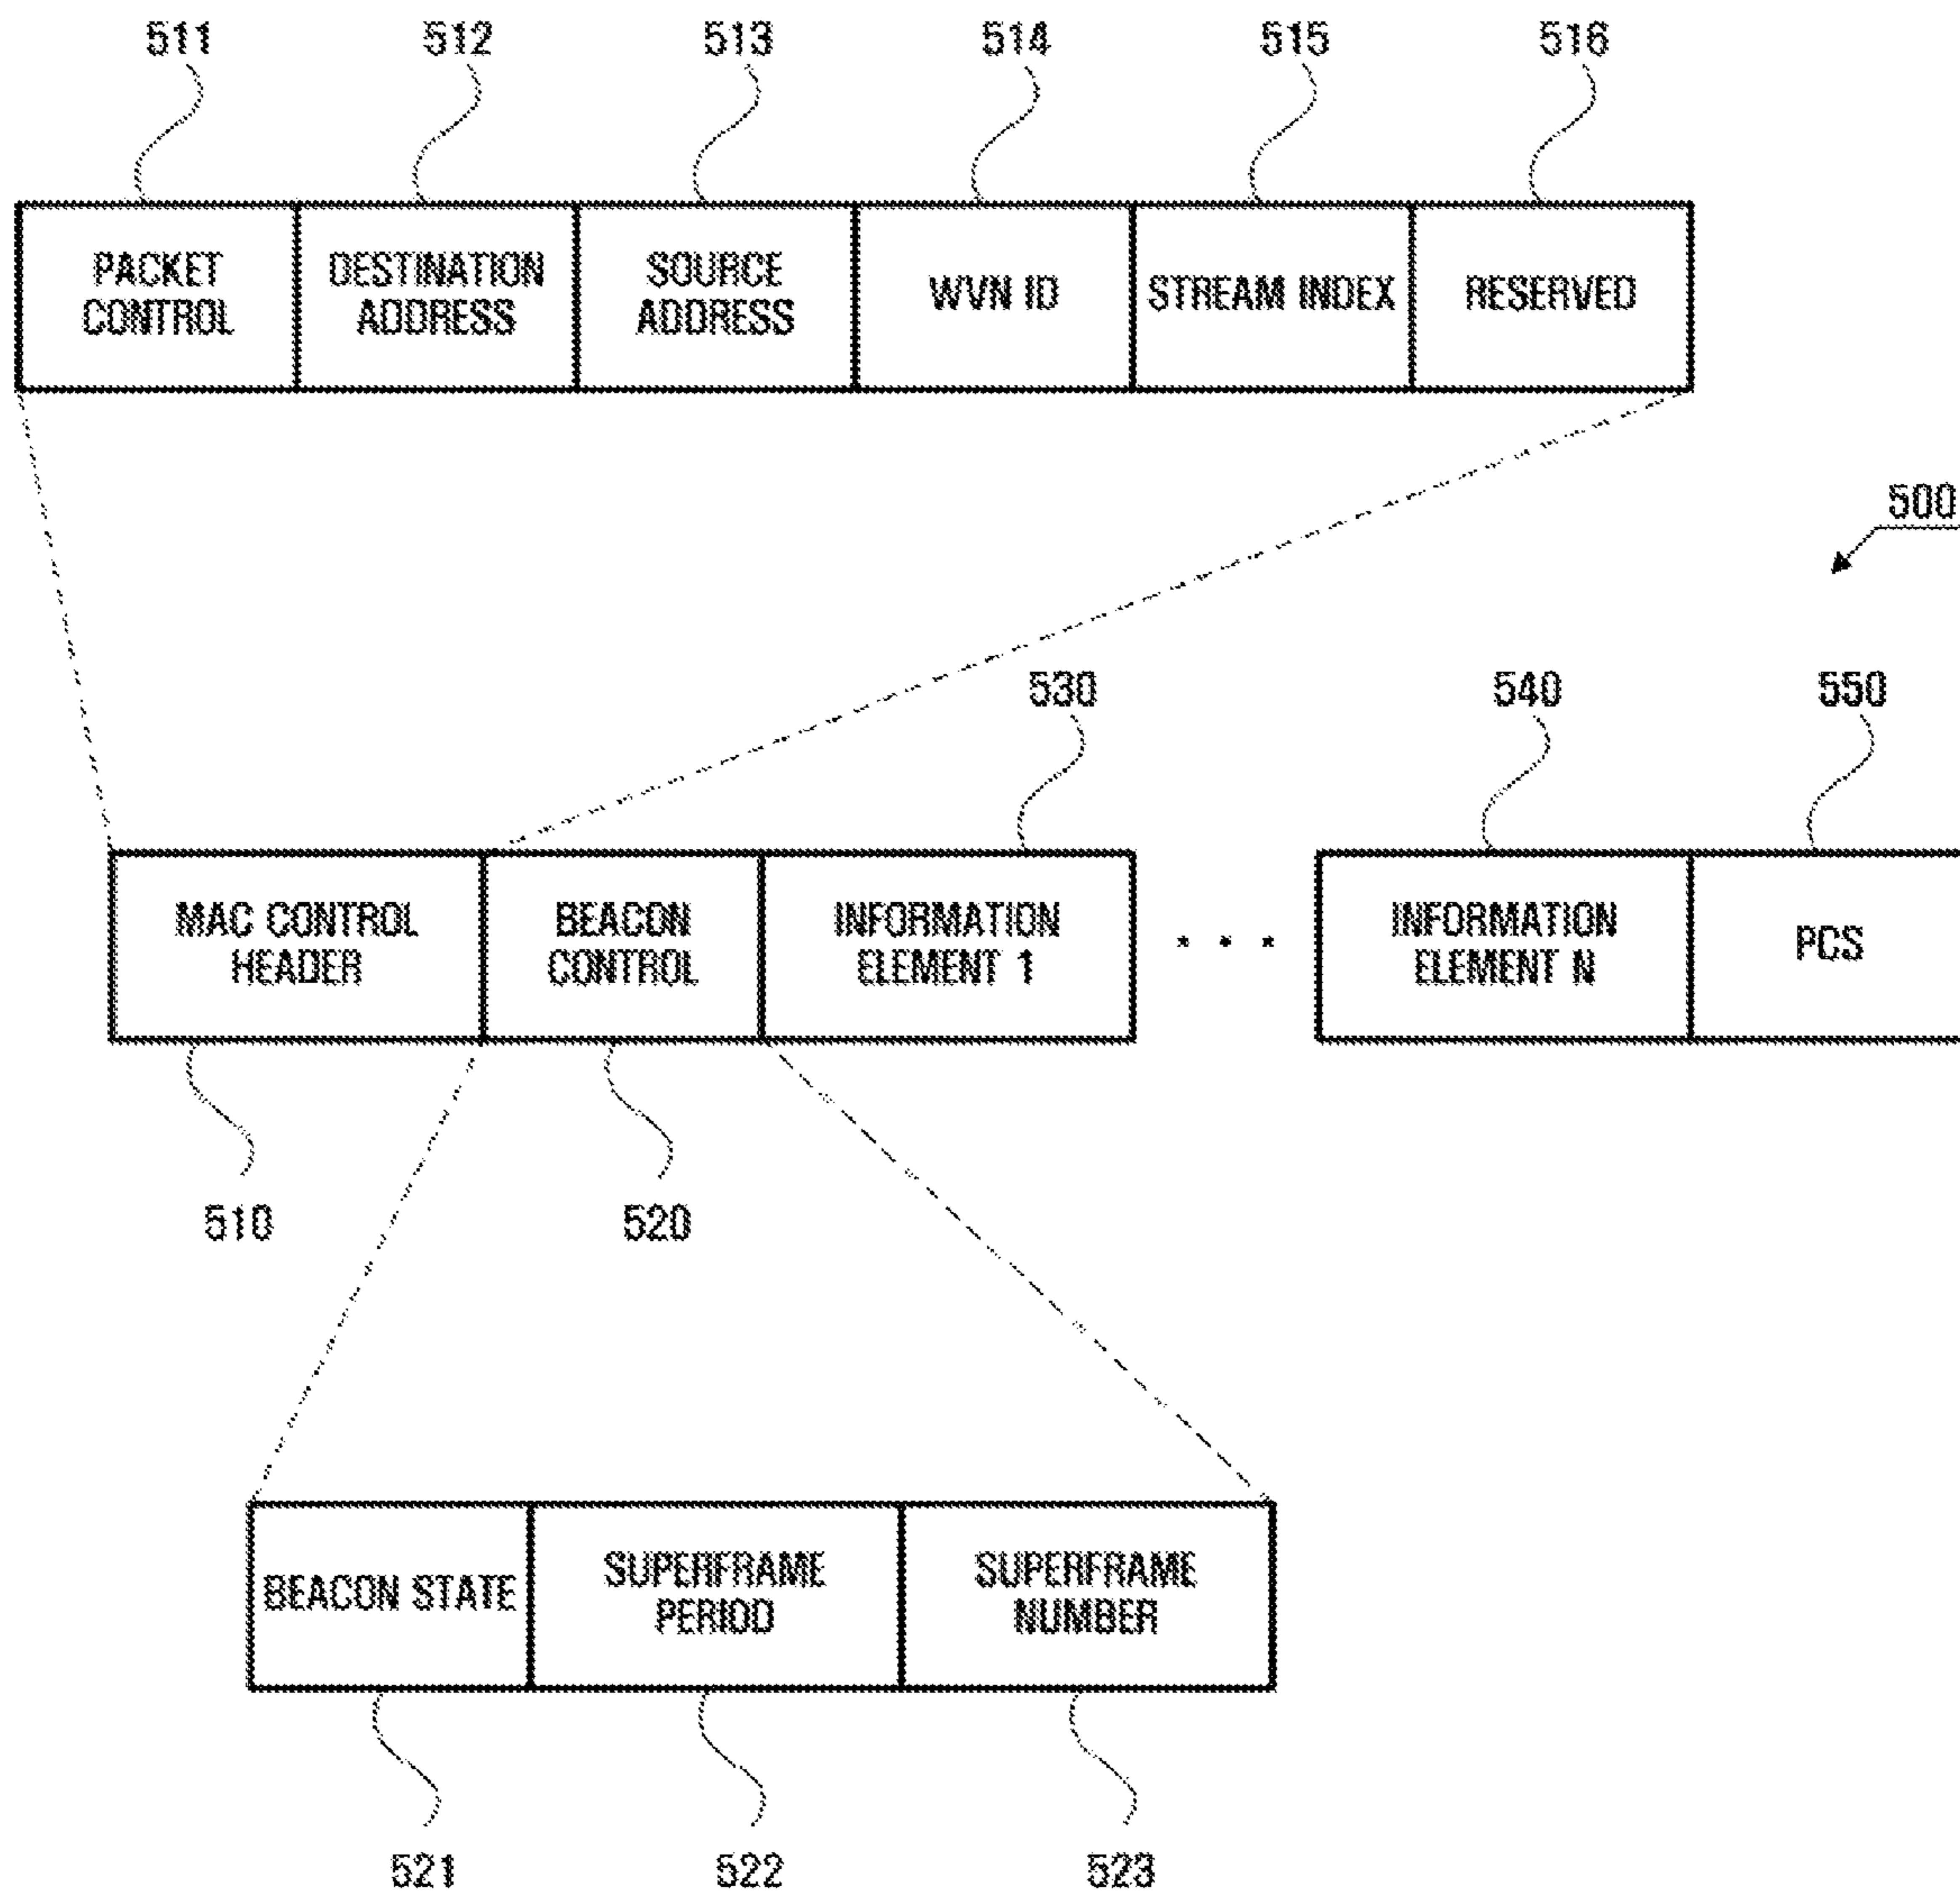 511 512 513 514 515 516
PACKET CONTROL DESTINATION ADDRESS SOURCE ADDRESS WVN ID STREAM INDEX RESERVED
500
530 540 550
MAC CONTROL HEADER BEACON CONTROL INFORMATION ELEMENT 1 . . . INFORMATION ELEMENT N PCS
510 520
BEACON STATE SUPERFRAME PERIOD SUPERFRAME NUMBER
521 522 523